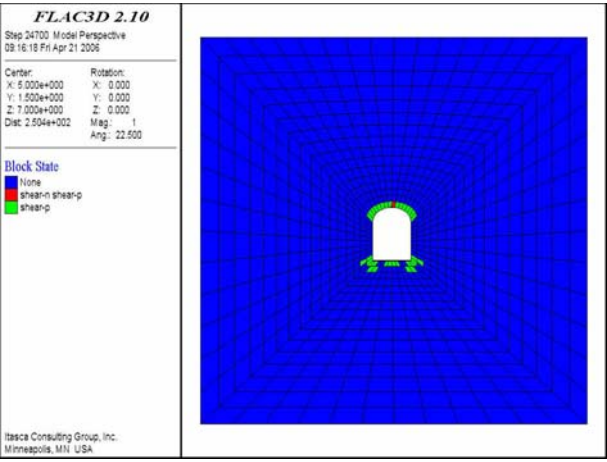 FLAC3D 2.10
Step 24700 Model Perspective
09:16:18 Fri Apr 21 2006
Center: Rotation:
X: 5.000e+000 X: 0.000
Y: 1.500e+000 Y: 0.000
Z: 7.000e+000 Z: 0.000
Dist: 2.504e+002 Mag.: 1
Ang.: 22.500
Block State
None
shear-n shear-p
shear-p
Itasca Consulting Group, Inc.
Minneapolis, MN USA